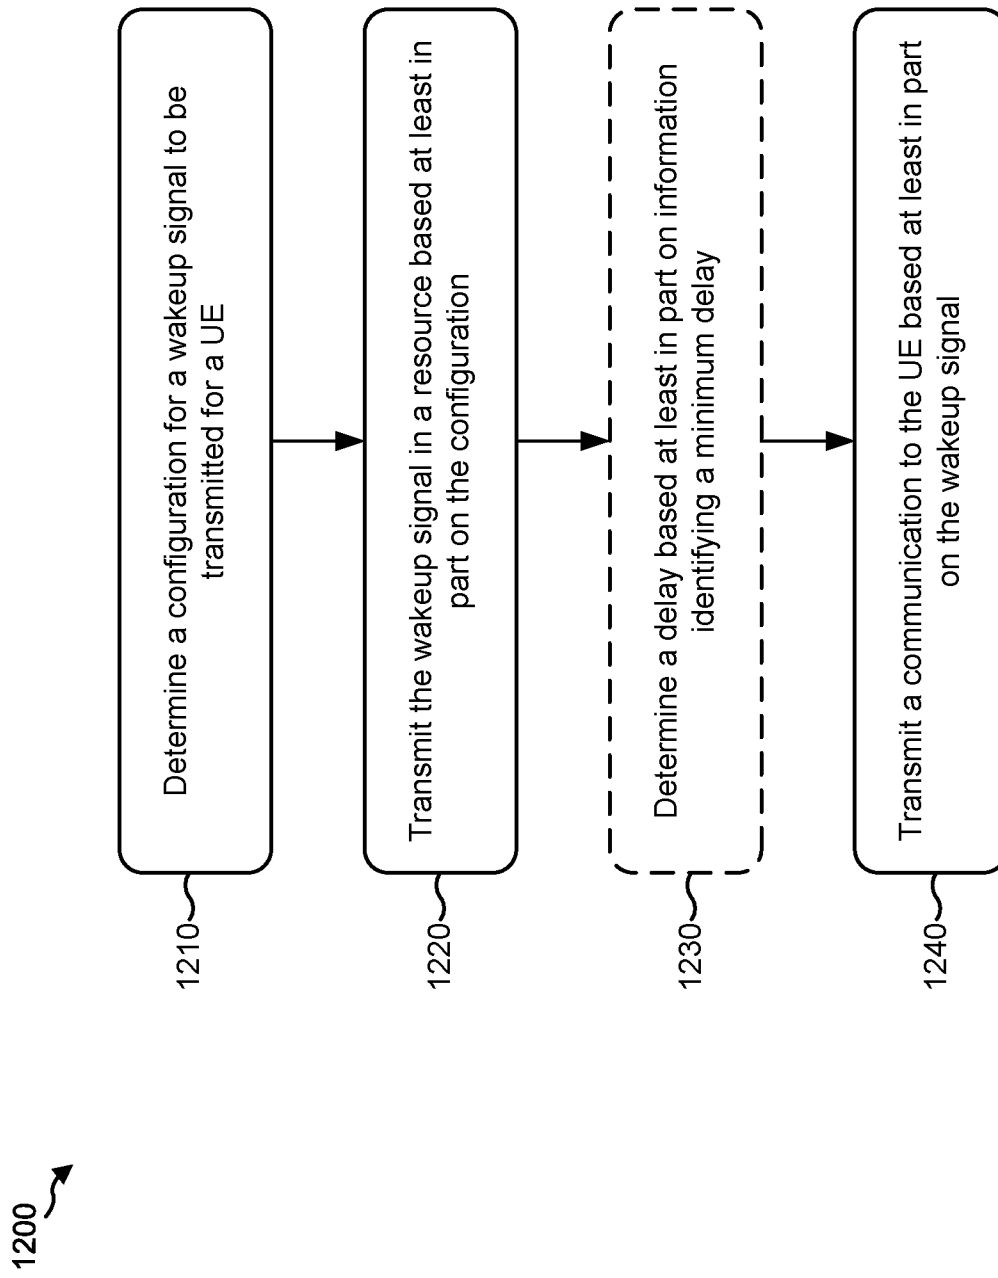 1200
1210
Determine a configuration for a wakeup signal to be
transmitted for a UE
1220
Transmit the wakeup signal in a resource based at least in
part on the configuration
1230
Determine a delay based at least in part on information
identifying a minimum delay
1240
Transmit a communication to the UE based at least in part
on the wakeup signal